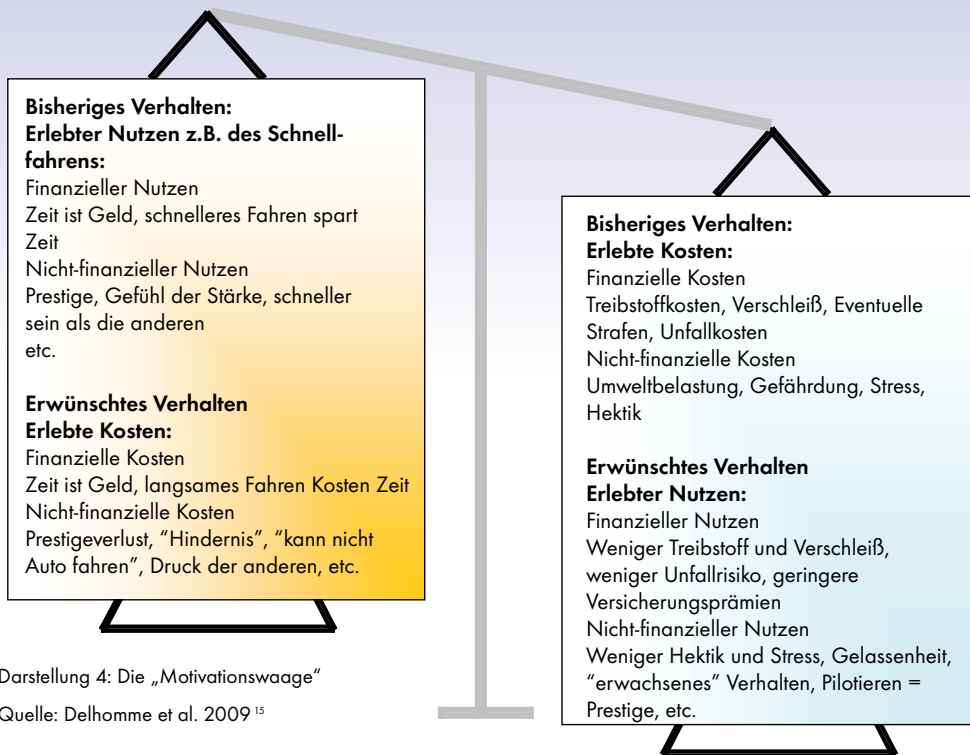 Bisheriges Verhalten:
Erlebter Nutzen z.B. des Schnell-
fahrens:
Finanzieller Nutzen
Zeit ist Geld, schnelleres Fahren spart
Zeit
Nicht-finanzieller Nutzen
Prestige, Gefühl der Stärke, schneller
sein als die anderen
etc.
Erwünschtes Verhalten
Erlebte Kosten:
Finanzielle Kosten
Zeit ist Geld, langsames Fahren Kosten Zeit
Nicht-finanzielle Kosten
Prestigeverlust, “Hindernis”, “kann nicht
Auto fahren”, Druck der anderen, etc.
Bisheriges Verhalten:
Erlebte Kosten:
Finanzielle Kosten
Treibstoffkosten, Verschleiß, Eventuelle
Strafen, Unfallkosten
Nicht-finanzielle Kosten
Umweltbelastung, Gefährdung, Stress,
Hektik
Erwünschtes Verhalten
Erlebter Nutzen:
Finanzieller Nutzen
Weniger Treibstoff und Verschleiß,
weniger Unfallrisiko, geringere
Versicherungsprämien
Nicht-finanzieller Nutzen
Weniger Hektik und Stress, Gelassenheit,
“erwachsenes” Verhalten, Pilotieren =
Prestige, etc.
Darstellung 4: Die „Motivationswaage“
Quelle: Delhomme et al. 2009 15